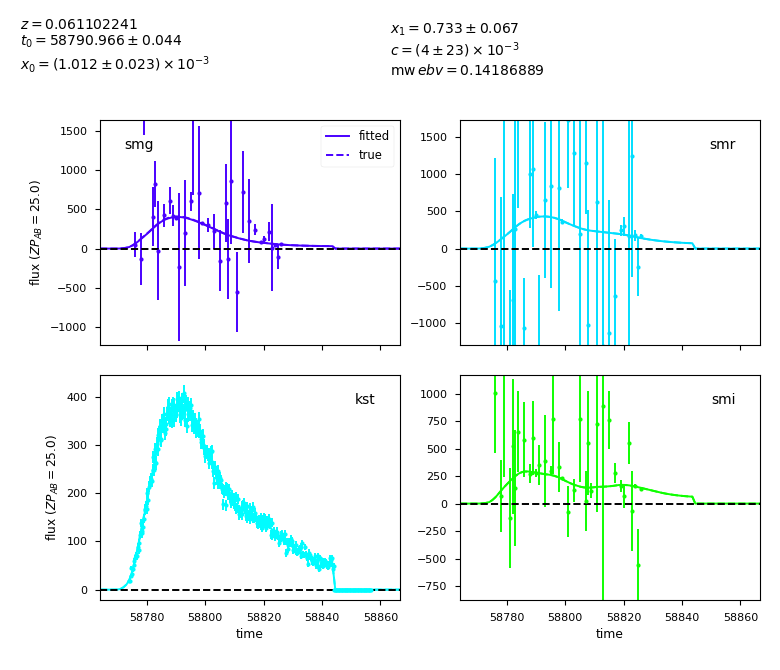 z = 0.061102241
t₀ = 58790.966 ± 0.044
x₀ = (1.012 ± 0.023) × 10⁻³
x₁ = 0.733 ± 0.067
c = (4 ± 23) × 10⁻³
mw ebv = 0.14186889
smg
fitted
true
1500
1000
500
0
−500
−1000
flux (ZP_AB = 25.0)
smr
1500
1000
500
0
−500
−1000
kst
400
300
200
100
0
flux (ZP_AB = 25.0)
58780 58800 58820 58840 58860
time
smi
1000
750
500
250
0
−250
−500
−750
58780 58800 58820 58840 58860
time